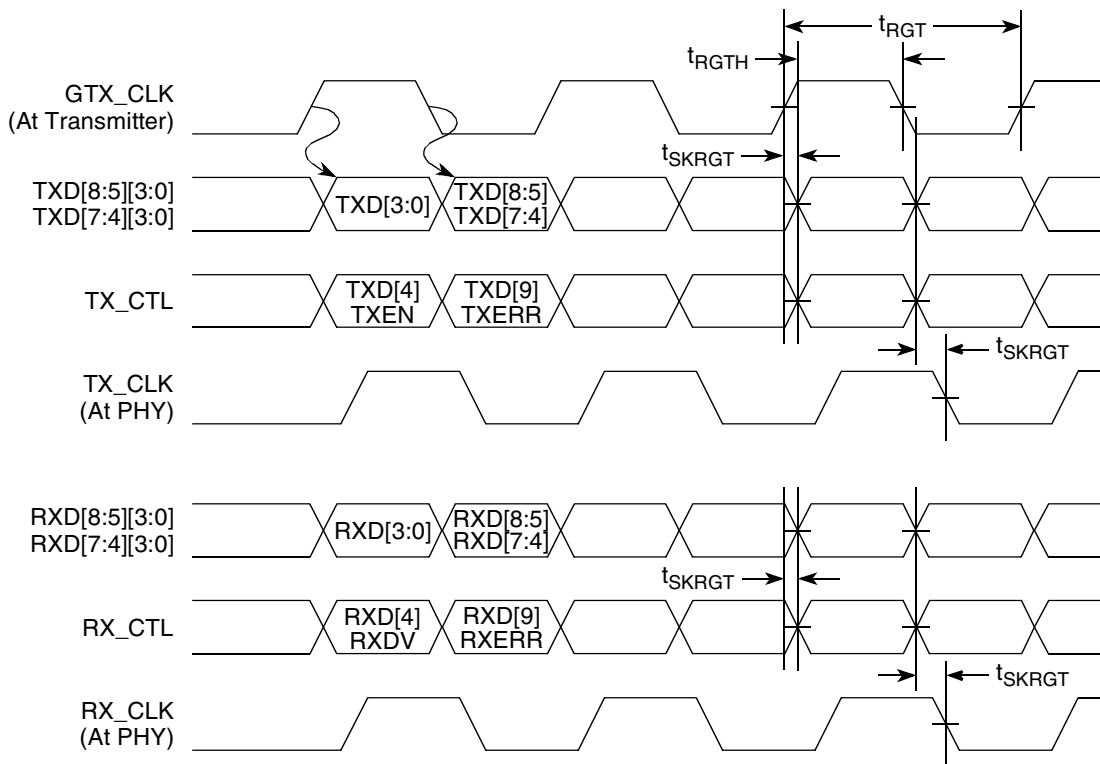 tRGT
tRGTH
GTX_CLK
(At Transmitter)
tSKRGT
TXD[8:5][3:0]
TXD[7:4][3:0]
TXD[3:0]
TXD[8:5]
TXD[7:4]
TX_CTL
TXD[4]
TXEN
TXD[9]
TXERR
tSKRGT
TX_CLK
(At PHY)
RXD[8:5][3:0]
RXD[7:4][3:0]
RXD[3:0]
RXD[8:5]
RXD[7:4]
tSKRGT
RX_CTL
RXD[4]
RXDV
RXD[9]
RXERR
tSKRGT
RX_CLK
(At PHY)